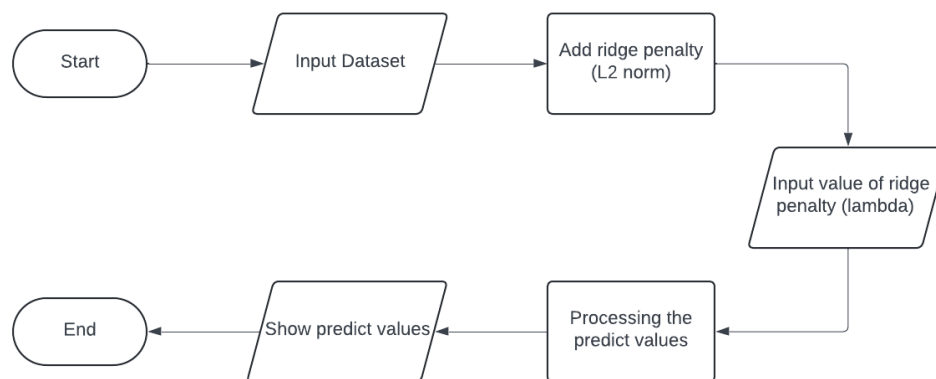 Start
Input Dataset
Add ridge penalty
(L2 norm)
Input value of ridge
penalty (lambda)
Processing the
predict values
Show predict values
End